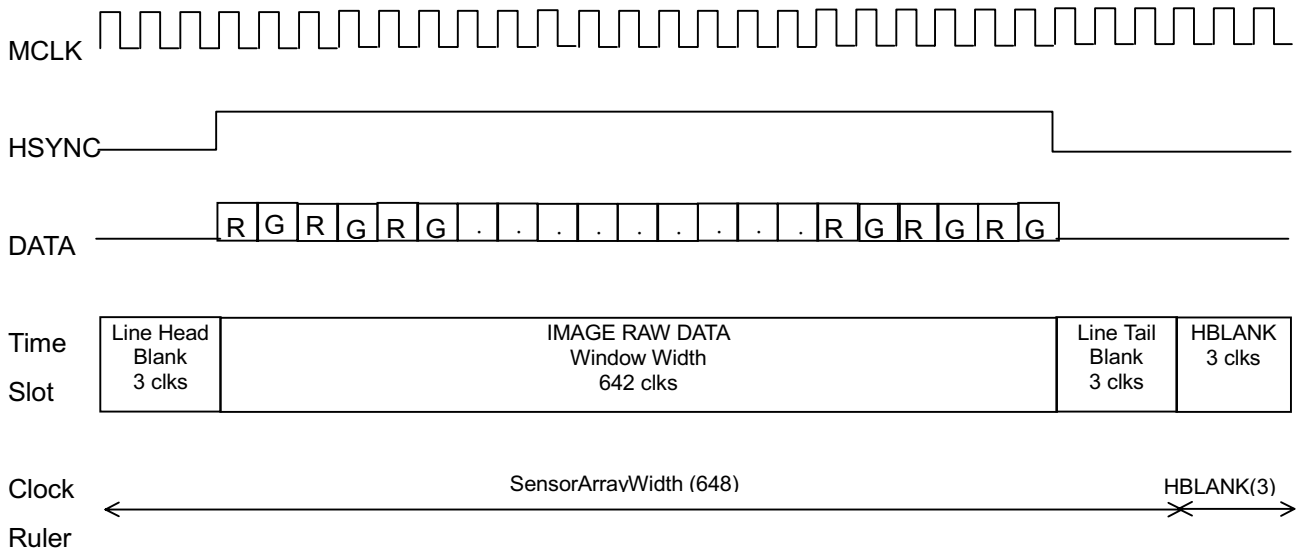 MCLK
HSYNC
DATA
R G R G R G . . . . . . . . . R G R G R G
Time
Slot
Line Head
Blank
3 clks
IMAGE RAW DATA
Window Width
642 clks
Line Tail
Blank
3 clks
HBLANK
3 clks
Clock
Ruler
SensorArrayWidth (648)
HBLANK(3)